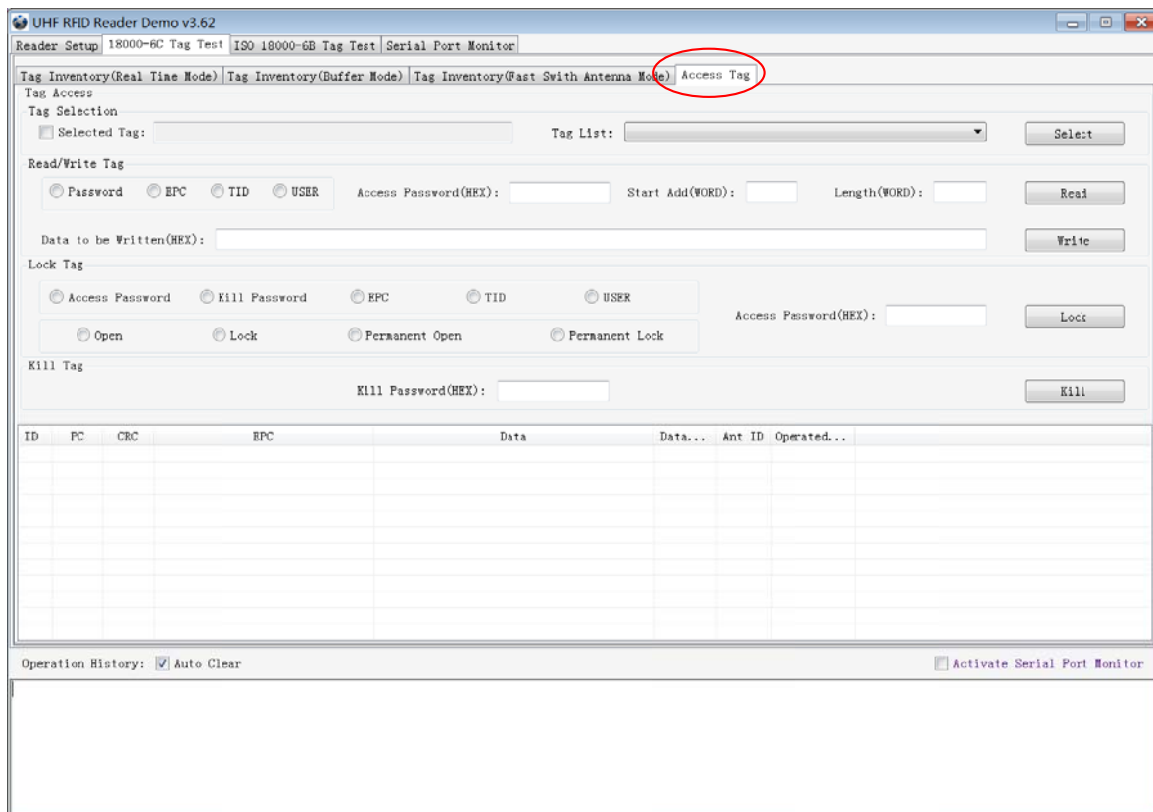 UHF RFID Reader Demo v3.62
Reader Setup 18000-6C Tag Test ISO 18000-6B Tag Test Serial Port Monitor
Tag Inventory(Real Time Mode) Tag Inventory(Buffer Mode) Tag Inventory(Fast Swith Antenna Mode) Access Tag
Tag Access
Tag Selection
Selected Tag: Tag List: Select
Read/Write Tag
Password EPC TID USER Access Password(HEX): Start Add(WORD): Length(WORD): Read
Data to be Written(HEX): Write
Lock Tag
Access Password Kill Password EPC TID USER
Access Password(HEX): Lock
Open Lock Permanent Open Permanent Lock
Kill Tag
Kill Password(HEX): Kill
ID PC CRC EPC Data Data... Ant ID Operated...
Operation History: Auto Clear Activate Serial Port Monitor